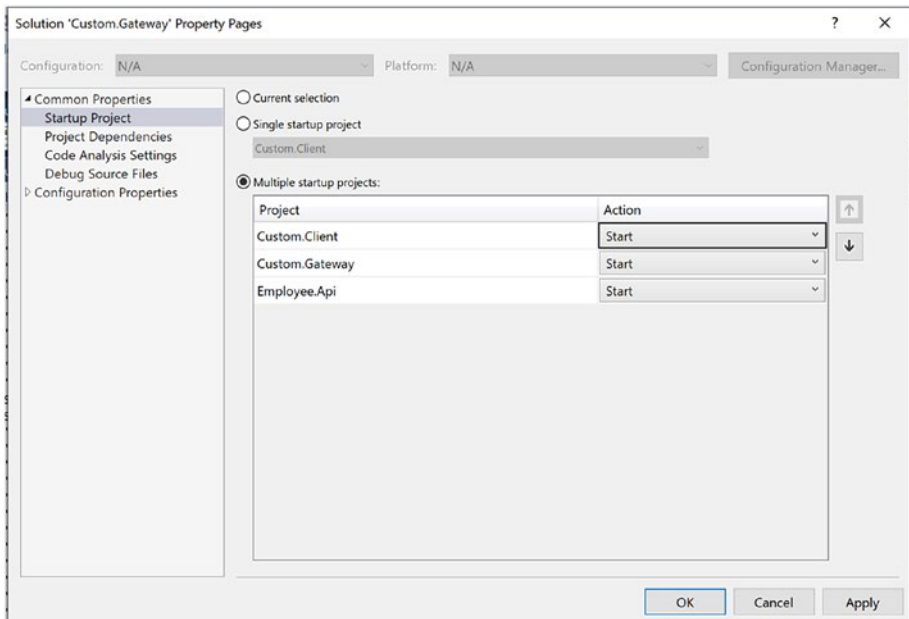 Solution 'Custom.Gateway' Property Pages
? X
Configuration: N/A Platform: N/A Configuration Manager...
Common Properties
Startup Project
Project Dependencies
Code Analysis Settings
Debug Source Files
Configuration Properties
Current selection
Single startup project
Custom.Client
Multiple startup projects:
Project Action
Custom.Client Start
Custom.Gateway Start
Employee.Api Start
OK Cancel Apply